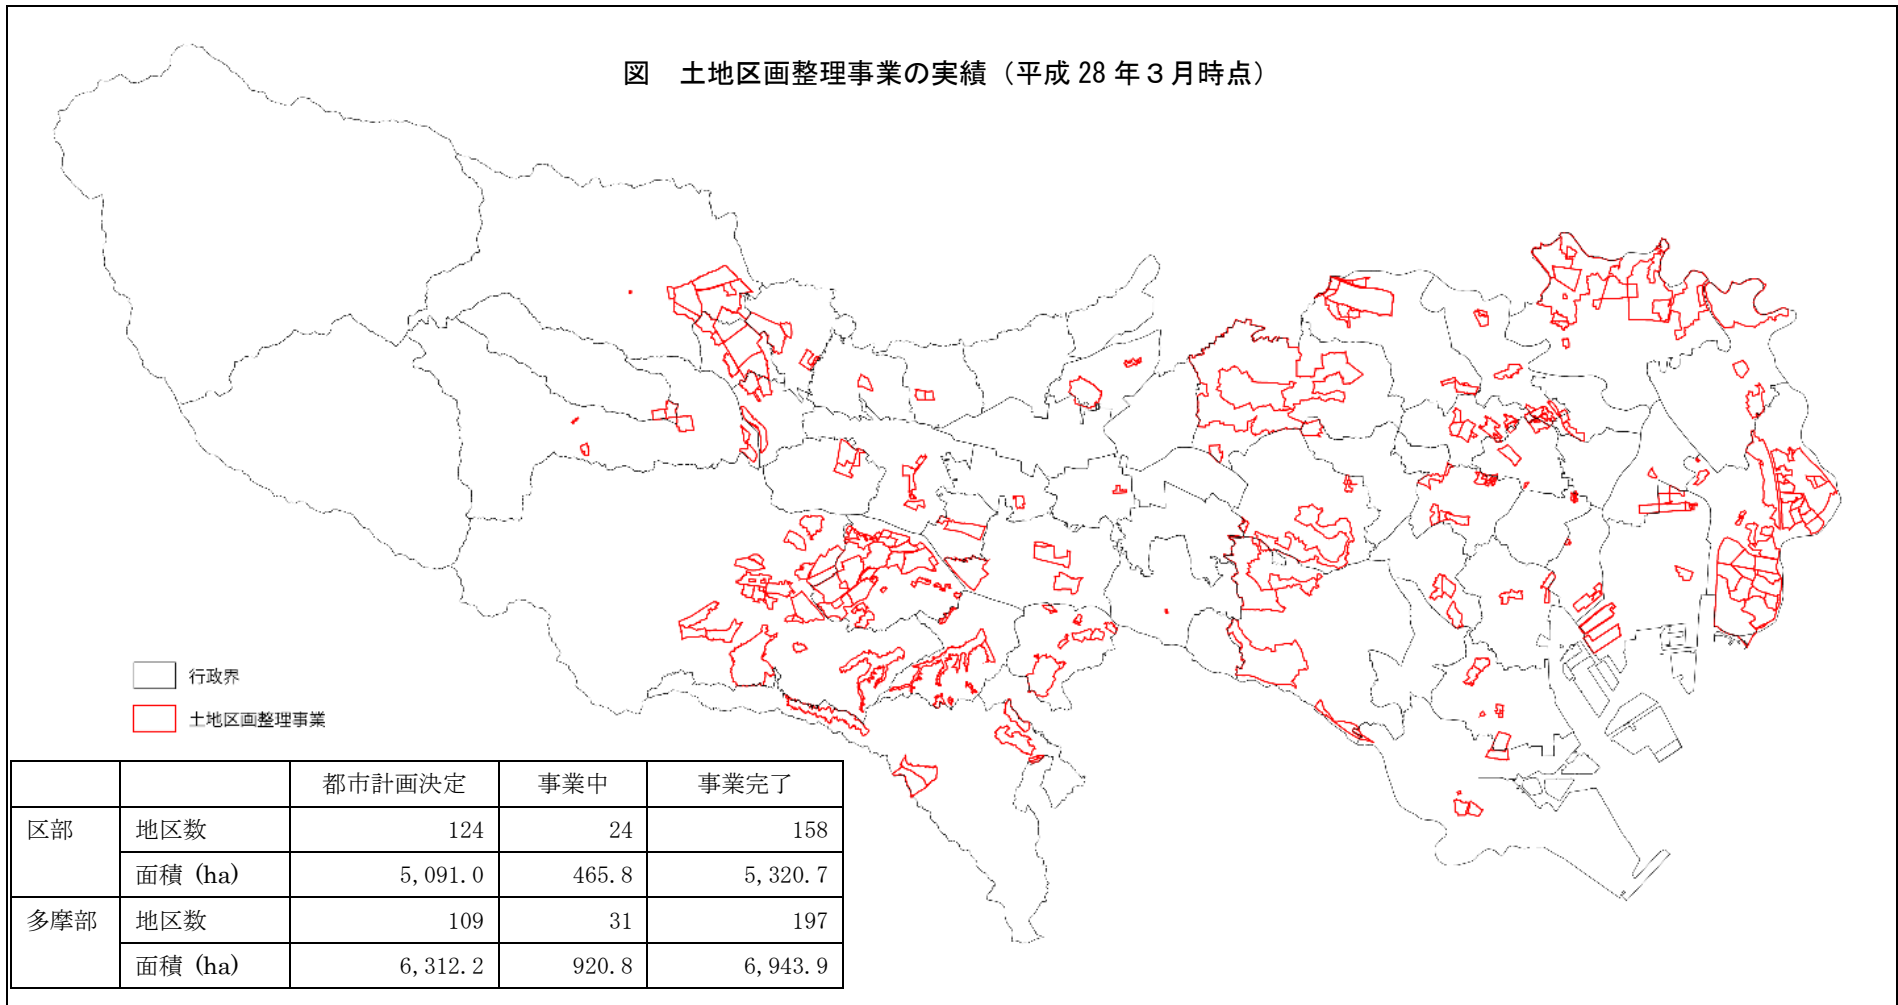 図 土地区画整理事業の実績（平成 28 年３月時点）
行政界
土地区画整理事業
都市計画決定 事業中 事業完了
区部 地区数 124 24 158
面積 (ha) 5,091.0 465.8 5,320.7
多摩部 地区数 109 31 197
面積 (ha) 6,312.2 920.8 6,943.9